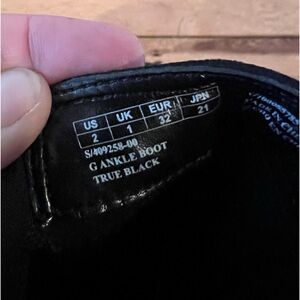 US UK EUR JPN
2 1 32 21
S/409258-00
G ANKLE BOOT
TRUE BLACK